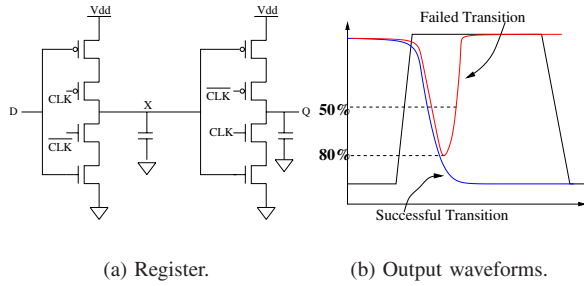 Vdd
Vdd
CLK
CLK
D
X
Q
CLK
CLK
(a) Register.
Failed Transition
50%
80%
Successful Transition
(b) Output waveforms.